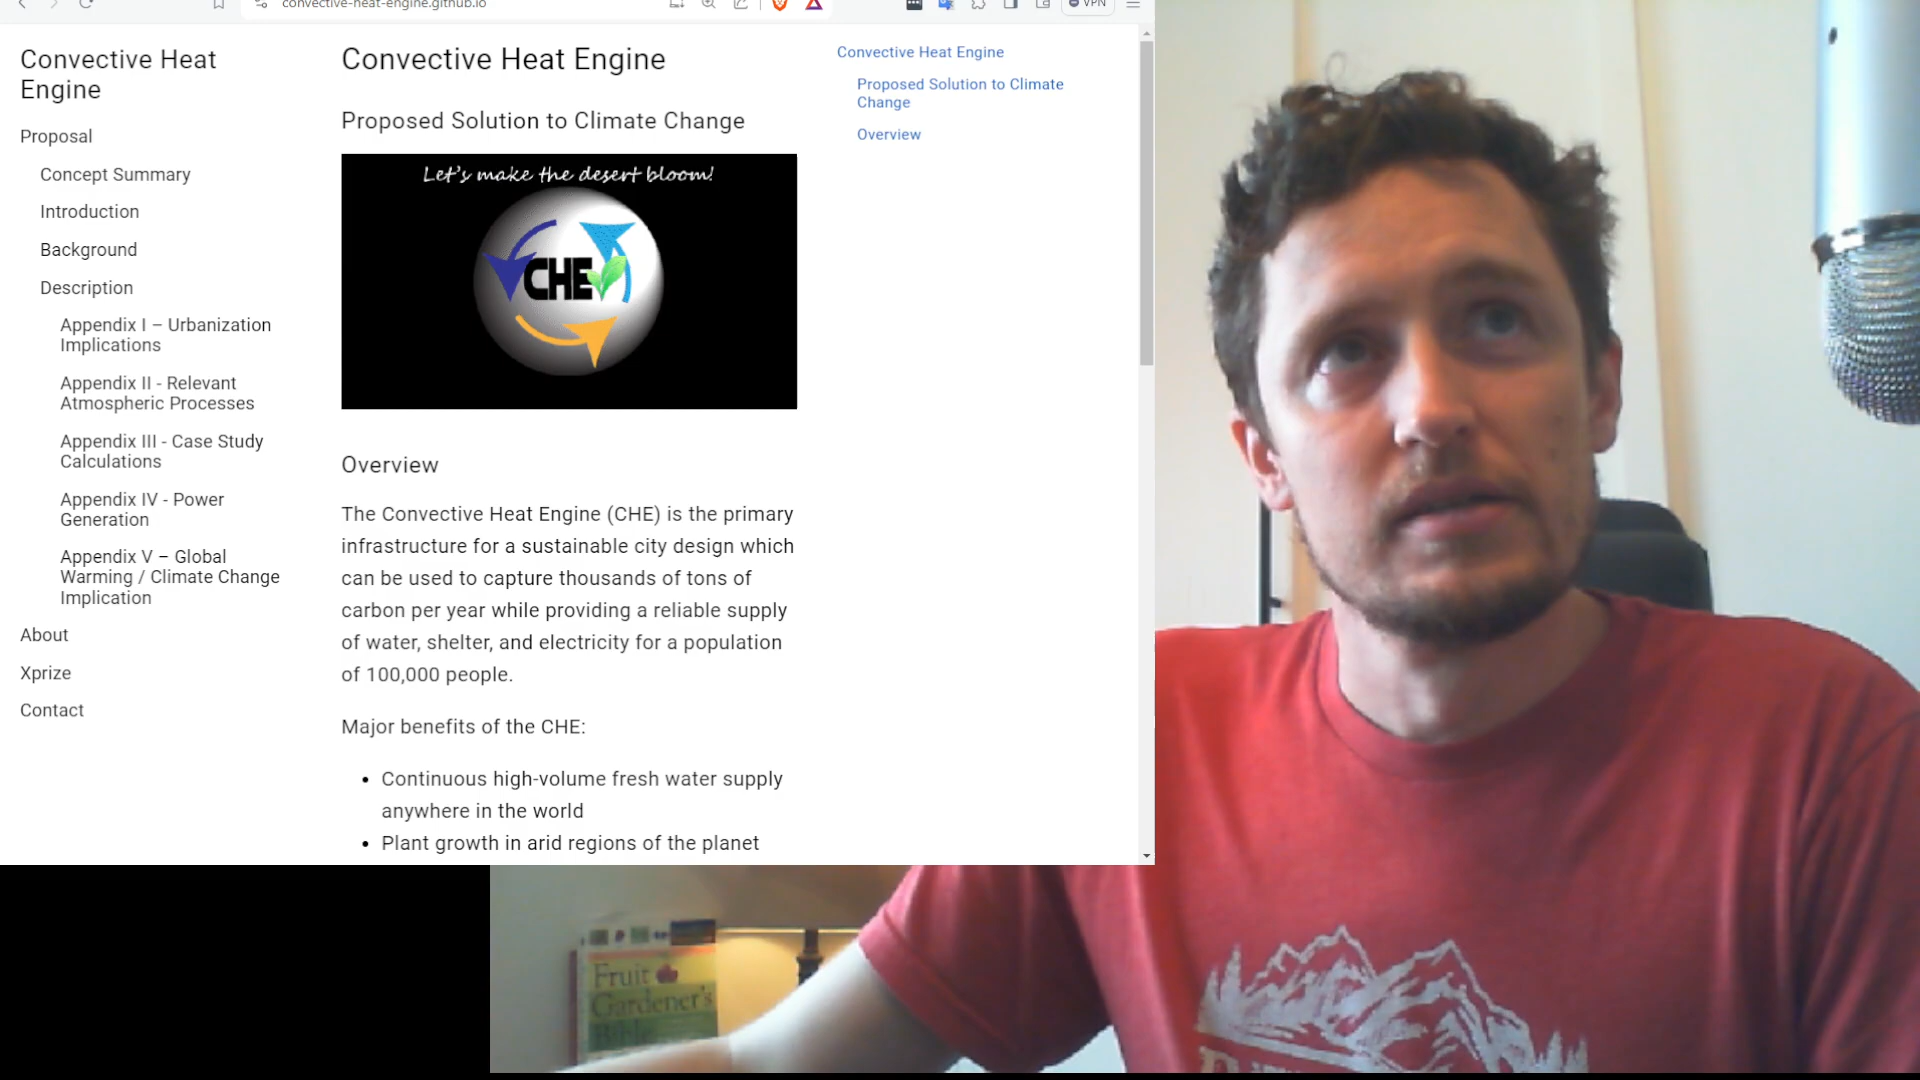 convective-heat-engine.github.io
VPN
Convective Heat
Engine
Proposal
Concept Summary
Introduction
Background
Description
Appendix I – Urbanization
Implications
Appendix II - Relevant
Atmospheric Processes
Appendix III - Case Study
Calculations
Appendix IV - Power
Generation
Appendix V – Global
Warming / Climate Change
Implication
About
Xprize
Contact
Convective Heat Engine
Proposed Solution to Climate Change
Let's make the desert bloom!
CHE
Overview
The Convective Heat Engine (CHE) is the primary
infrastructure for a sustainable city design which
can be used to capture thousands of tons of
carbon per year while providing a reliable supply
of water, shelter, and electricity for a population
of 100,000 people.
Major benefits of the CHE:
• Continuous high-volume fresh water supply
anywhere in the world
• Plant growth in arid regions of the planet
Convective Heat Engine
Proposed Solution to Climate
Change
Overview
Fruit
Gardener's
Bible